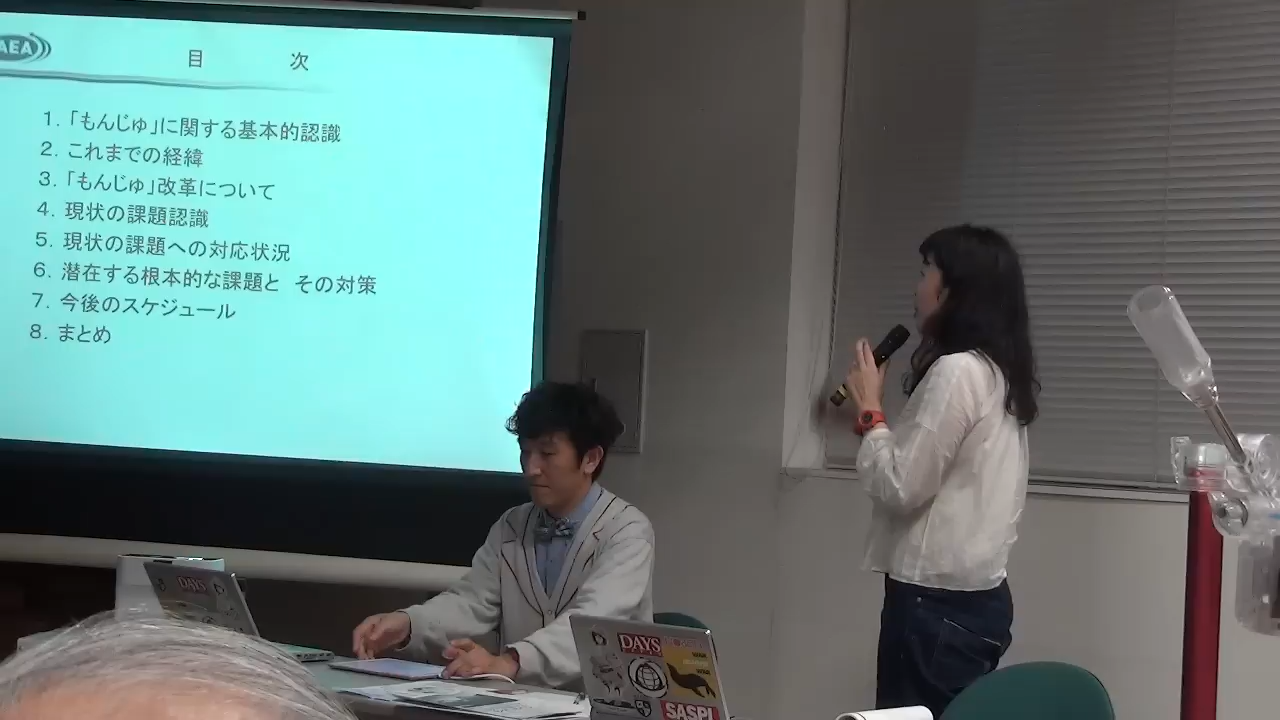 AEA
目 次
1. 「もんじゅ」に関する基本的認識
2. これまでの経緯
3. 「もんじゅ」改革について
4. 現状の課題認識
5. 現状の課題への対応状況
6. 潜在する根本的な課題と その対策
7. 今後のスケジュール
8. まとめ
DAYS
DAYS
SASPL